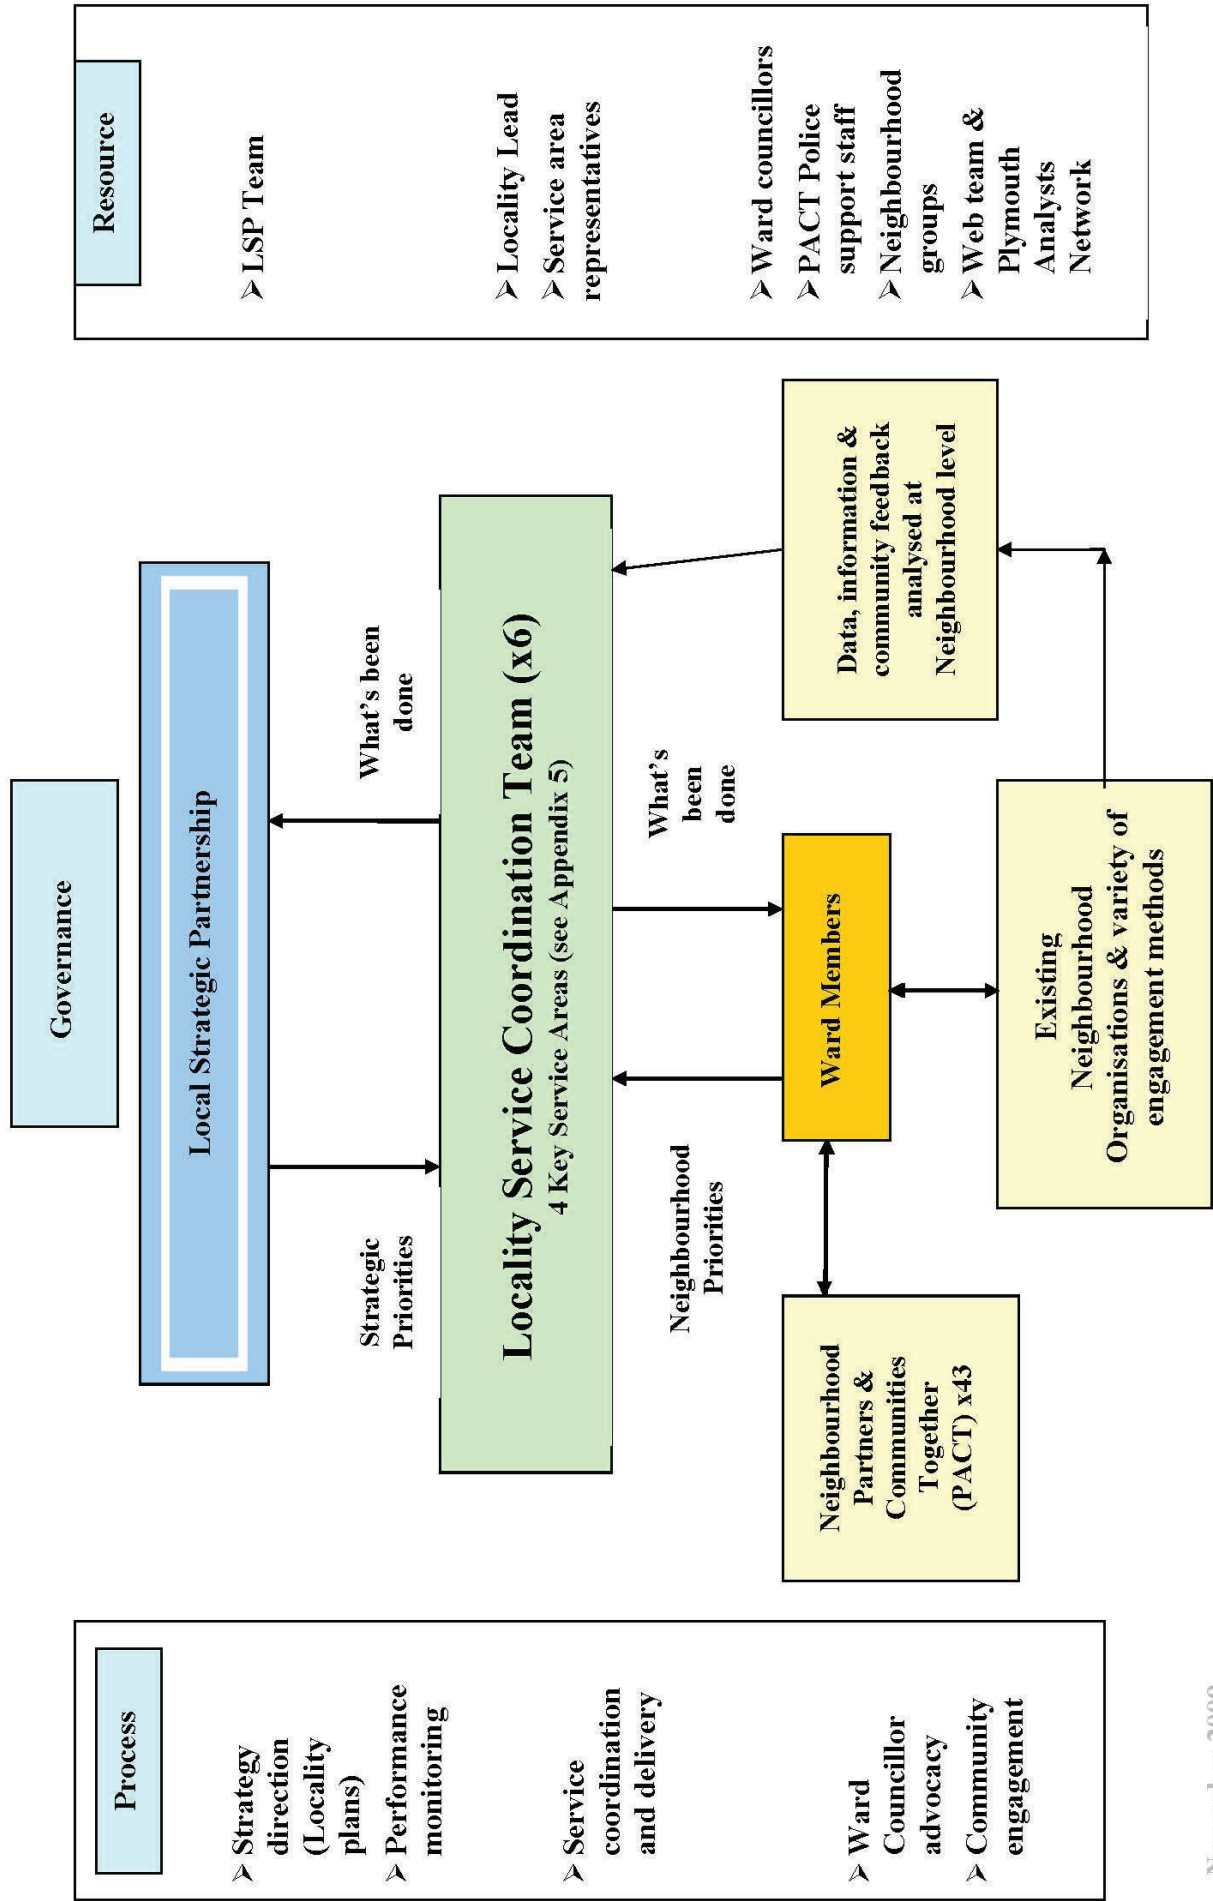 Process
➢ Strategy
direction
(Locality
plans)
➢ Performance
monitoring
➢ Service
coordination
and delivery
➢ Ward
Councillor
advocacy
➢ Community
engagement
Governance
Local Strategic Partnership
Strategic
Priorities
What's been
done
Locality Service Coordination Team (x6)
4 Key Service Areas (see Appendix 5)
Neighbourhood
Priorities
What's
been
done
Neighbourhood
Partners &
Communities
Together
(PACT) x43
Ward Members
Data, information &
community feedback
analysed at
Neighbourhood level
Existing
Neighbourhood
Organisations & variety of
engagement methods
Resource
➢ LSP Team
➢ Locality Lead
➢ Service area
representatives
➢ Ward councillors
➢ PACT Police
support staff
➢ Neighbourhood
groups
➢ Web team &
Plymouth
Analysts
Network